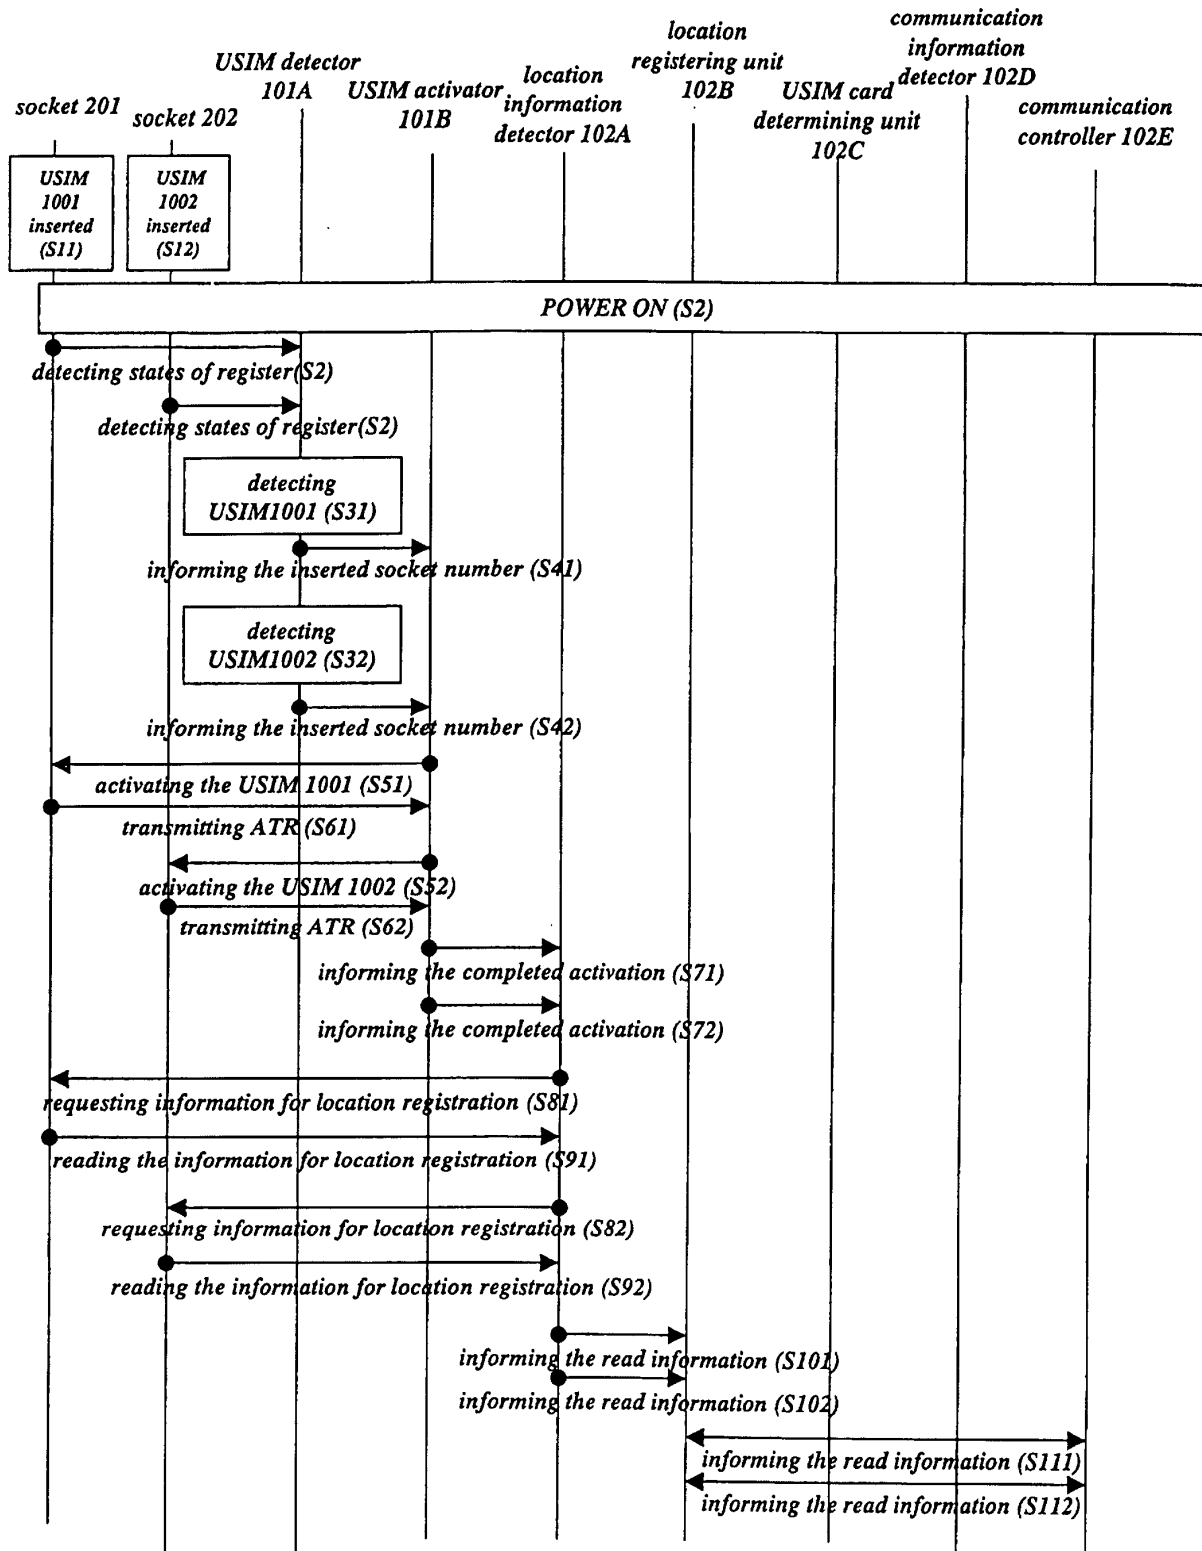 socket 201
socket 202
USIM detector
101A
USIM activator
101B
location
information
detector 102A
location
registering unit
102B
USIM card
determining unit
102C
communication
information
detector 102D
communication
controller 102E
USIM
1001
inserted
(S11)
USIM
1002
inserted
(S12)
POWER ON (S2)
detecting states of register(S2)
detecting states of register(S2)
detecting
USIM1001 (S31)
informing the inserted socket number (S41)
detecting
USIM1002 (S32)
informing the inserted socket number (S42)
activating the USIM 1001 (S51)
transmitting ATR (S61)
activating the USIM 1002 (S52)
transmitting ATR (S62)
informing the completed activation (S71)
informing the completed activation (S72)
requesting information for location registration (S81)
reading the information for location registration (S91)
requesting information for location registration (S82)
reading the information for location registration (S92)
informing the read information (S101)
informing the read information (S102)
informing the read information (S111)
informing the read information (S112)